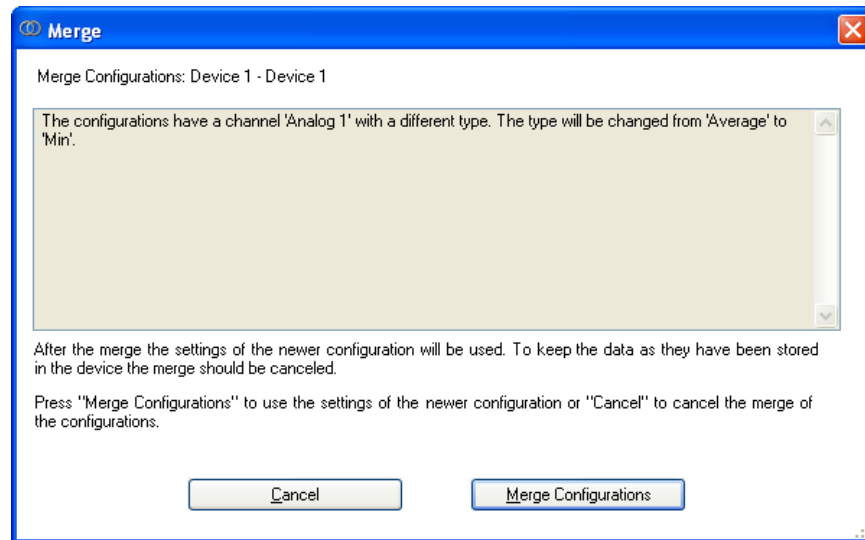 Merge
Merge Configurations: Device 1 - Device 1
The configurations have a channel 'Analog 1' with a different type. The type will be changed from 'Average' to
'Min'.
After the merge the settings of the newer configuration will be used. To keep the data as they have been stored
in the device the merge should be canceled.
Press "Merge Configurations" to use the settings of the newer configuration or "Cancel" to cancel the merge of
the configurations.
Cancel
Merge Configurations